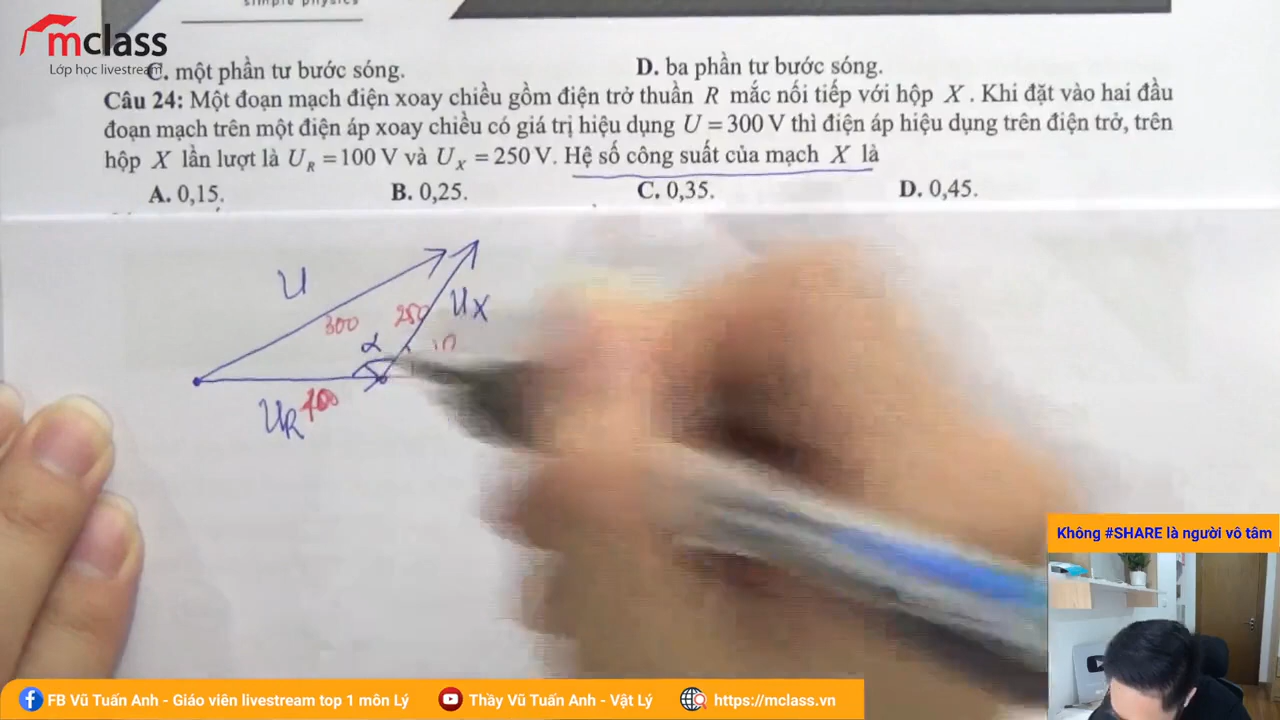 simple physics
mclass
Lớp học livestream
C. một phần tư bước sóng. D. ba phần tư bước sóng.
Câu 24: Một đoạn mạch điện xoay chiều gồm điện trở thuần R mắc nối tiếp với hộp X. Khi đặt vào hai đầu
đoạn mạch trên một điện áp xoay chiều có giá trị hiệu dụng U = 300 V thì điện áp hiệu dụng trên điện trở, trên
hộp X lần lượt là U_R = 100 V và U_X = 250 V. Hệ số công suất của mạch X là
A. 0,15. B. 0,25. C. 0,35. D. 0,45.
U
300
250
U_X
α
U_R 100
Không #SHARE là người vô tâm
FB Vũ Tuấn Anh - Giáo viên livestream top 1 môn Lý Thầy Vũ Tuấn Anh - Vật Lý https://mclass.vn